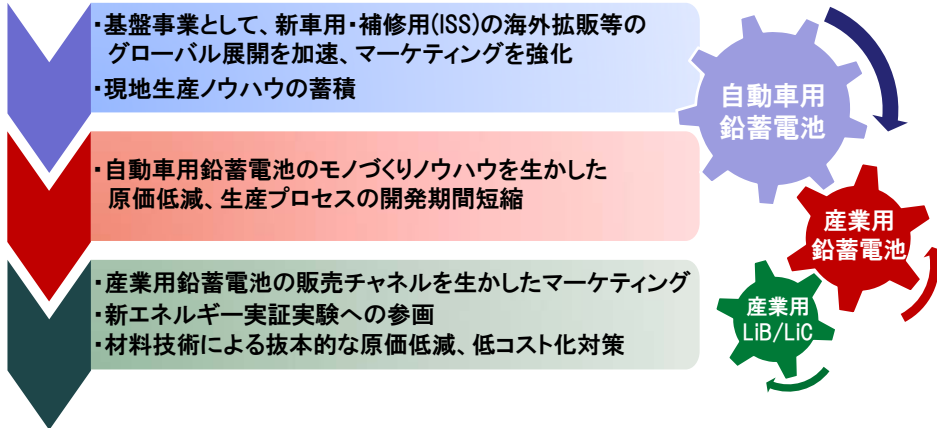 ・基盤事業として、新車用・補修用(ISS)の海外拡販等の
グローバル展開を加速、マーケティングを強化
・現地生産ノウハウの蓄積
自動車用
鉛蓄電池
・自動車用鉛蓄電池のモノづくりノウハウを生かした
原価低減、生産プロセスの開発期間短縮
産業用
鉛蓄電池
・産業用鉛蓄電池の販売チャネルを生かしたマーケティング
・新エネルギー実証実験への参画
・材料技術による抜本的な原価低減、低コスト化対策
産業用
LiB/LiC